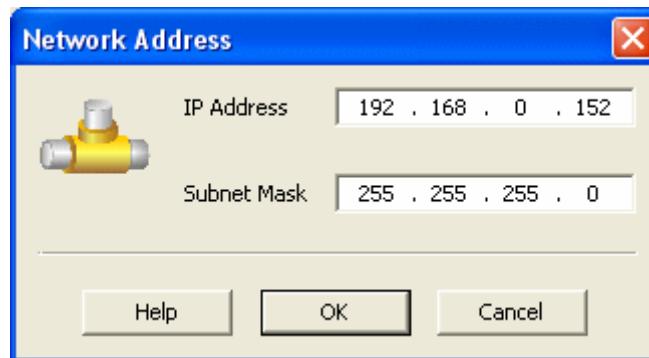 Network Address
IP Address 192 . 168 . 0 . 152
Subnet Mask 255 . 255 . 255 . 0
Help OK Cancel